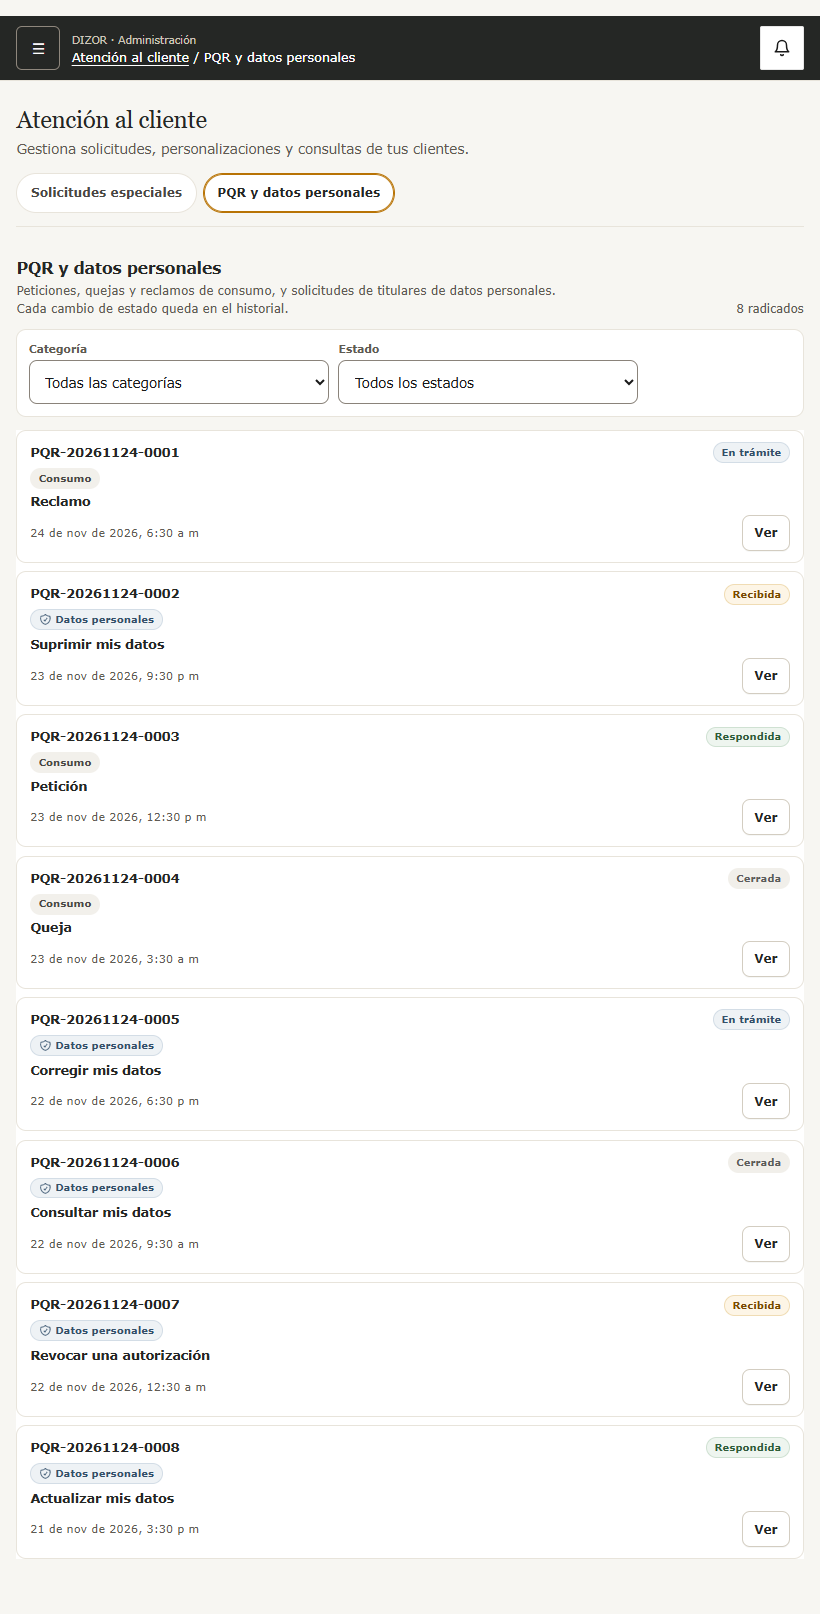 DIZOR · Administración
Atención al cliente / PQR y datos personales
Atención al cliente
Gestiona solicitudes, personalizaciones y consultas de tus clientes.
Solicitudes especiales
PQR y datos personales
PQR y datos personales
Peticiones, quejas y reclamos de consumo, y solicitudes de titulares de datos personales.
Cada cambio de estado queda en el historial.
8 radicados
Categoría
Estado
Todas las categorías
Todos los estados
PQR-20261124-0001
En trámite
Consumo
Reclamo
24 de nov de 2026, 6:30 a m
Ver
PQR-20261124-0002
Recibida
Datos personales
Suprimir mis datos
23 de nov de 2026, 9:30 p m
Ver
PQR-20261124-0003
Respondida
Consumo
Petición
23 de nov de 2026, 12:30 p m
Ver
PQR-20261124-0004
Cerrada
Consumo
Queja
23 de nov de 2026, 3:30 a m
Ver
PQR-20261124-0005
En trámite
Datos personales
Corregir mis datos
22 de nov de 2026, 6:30 p m
Ver
PQR-20261124-0006
Cerrada
Datos personales
Consultar mis datos
22 de nov de 2026, 9:30 a m
Ver
PQR-20261124-0007
Recibida
Datos personales
Revocar una autorización
22 de nov de 2026, 12:30 a m
Ver
PQR-20261124-0008
Respondida
Datos personales
Actualizar mis datos
21 de nov de 2026, 3:30 p m
Ver